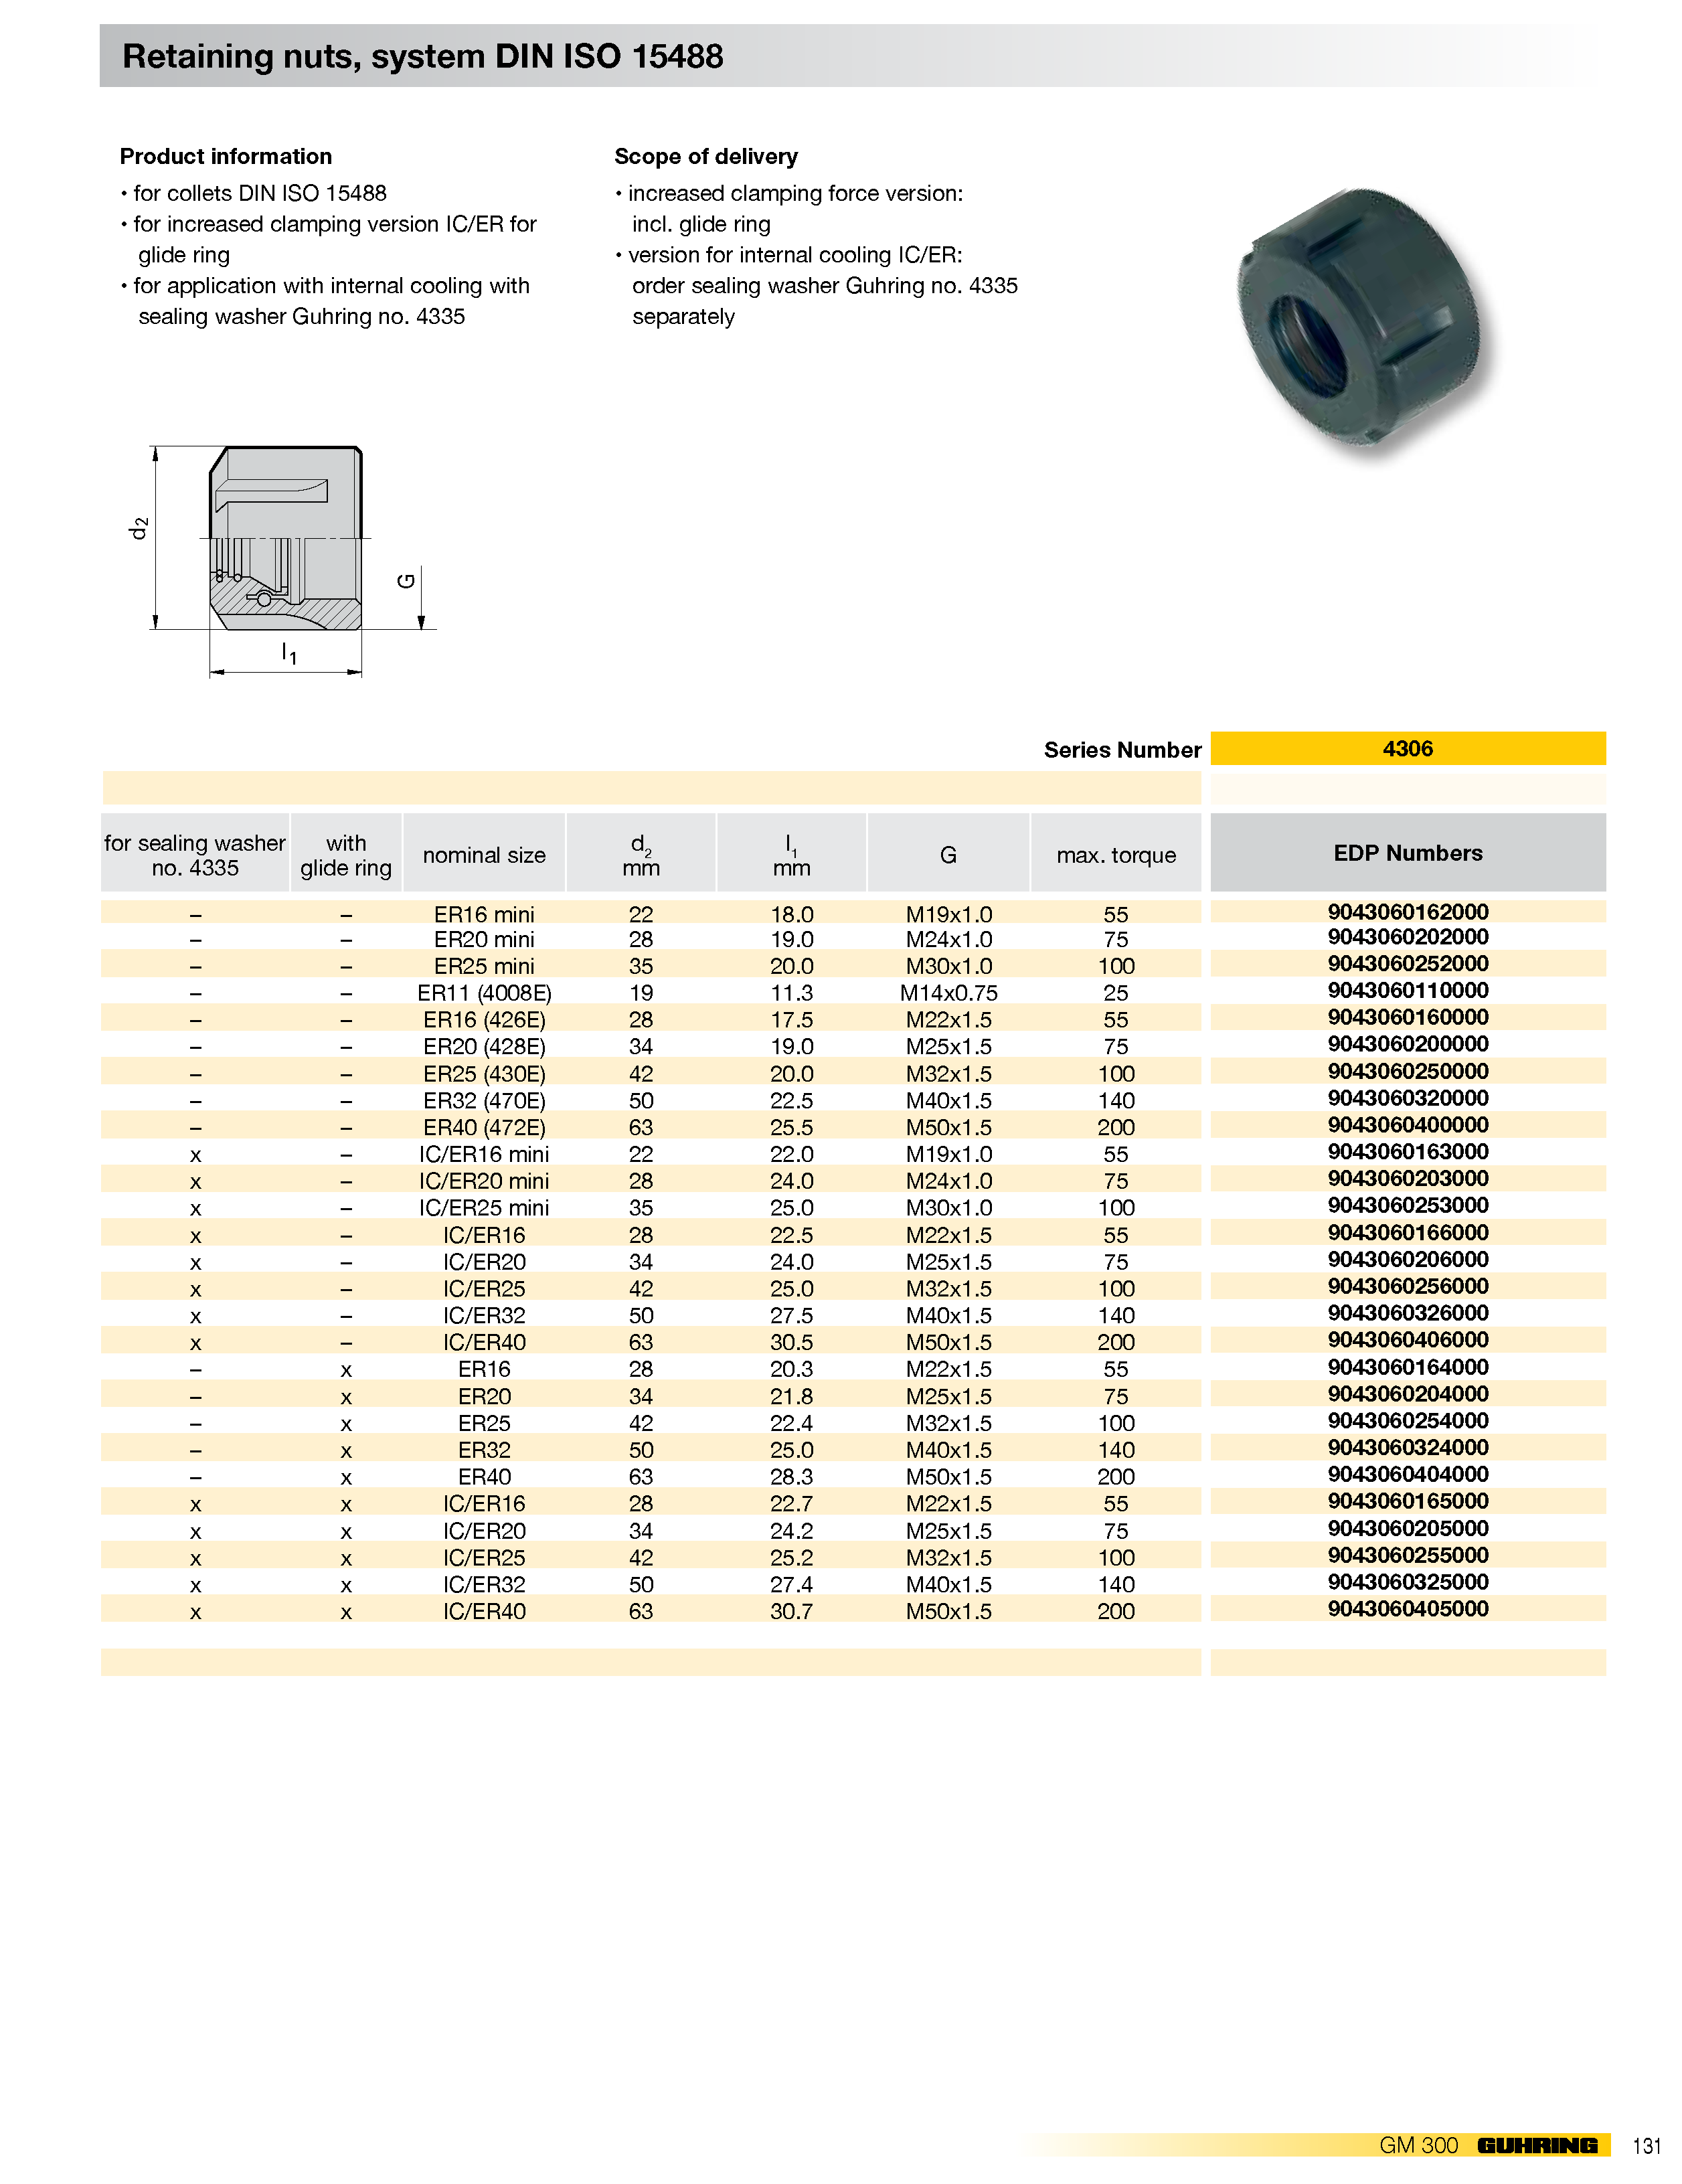 Retaining nuts, system DIN ISO 15488
Product information
• for collets DIN ISO 15488
• for increased clamping version IC/ER for
glide ring
• for application with internal cooling with
sealing washer Guhring no. 4335
Scope of delivery
• increased clamping force version:
incl. glide ring
• version for internal cooling IC/ER:
order sealing washer Guhring no. 4335
separately
d2
G
l1
Series Number 4306
for sealing washer no. 4335 with glide ring nominal size d2 mm l1 mm G max. torque EDP Numbers
– – ER16 mini 22 18.0 M19x1.0 55 9043060162000
– – ER20 mini 28 19.0 M24x1.0 75 9043060202000
– – ER25 mini 35 20.0 M30x1.0 100 9043060252000
– – ER11 (4008E) 19 11.3 M14x0.75 25 9043060110000
– – ER16 (426E) 28 17.5 M22x1.5 55 9043060160000
– – ER20 (428E) 34 19.0 M25x1.5 75 9043060200000
– – ER25 (430E) 42 20.0 M32x1.5 100 9043060250000
– – ER32 (470E) 50 22.5 M40x1.5 140 9043060320000
– – ER40 (472E) 63 25.5 M50x1.5 200 9043060400000
x – IC/ER16 mini 22 22.0 M19x1.0 55 9043060163000
x – IC/ER20 mini 28 24.0 M24x1.0 75 9043060203000
x – IC/ER25 mini 35 25.0 M30x1.0 100 9043060253000
x – IC/ER16 28 22.5 M22x1.5 55 9043060166000
x – IC/ER20 34 24.0 M25x1.5 75 9043060206000
x – IC/ER25 42 25.0 M32x1.5 100 9043060256000
x – IC/ER32 50 27.5 M40x1.5 140 9043060326000
x – IC/ER40 63 30.5 M50x1.5 200 9043060406000
– x ER16 28 20.3 M22x1.5 55 9043060164000
– x ER20 34 21.8 M25x1.5 75 9043060204000
– x ER25 42 22.4 M32x1.5 100 9043060254000
– x ER32 50 25.0 M40x1.5 140 9043060324000
– x ER40 63 28.3 M50x1.5 200 9043060404000
x x IC/ER16 28 22.7 M22x1.5 55 9043060165000
x x IC/ER20 34 24.2 M25x1.5 75 9043060205000
x x IC/ER25 42 25.2 M32x1.5 100 9043060255000
x x IC/ER32 50 27.4 M40x1.5 140 9043060325000
x x IC/ER40 63 30.7 M50x1.5 200 9043060405000
GM 300 GUHRING 131